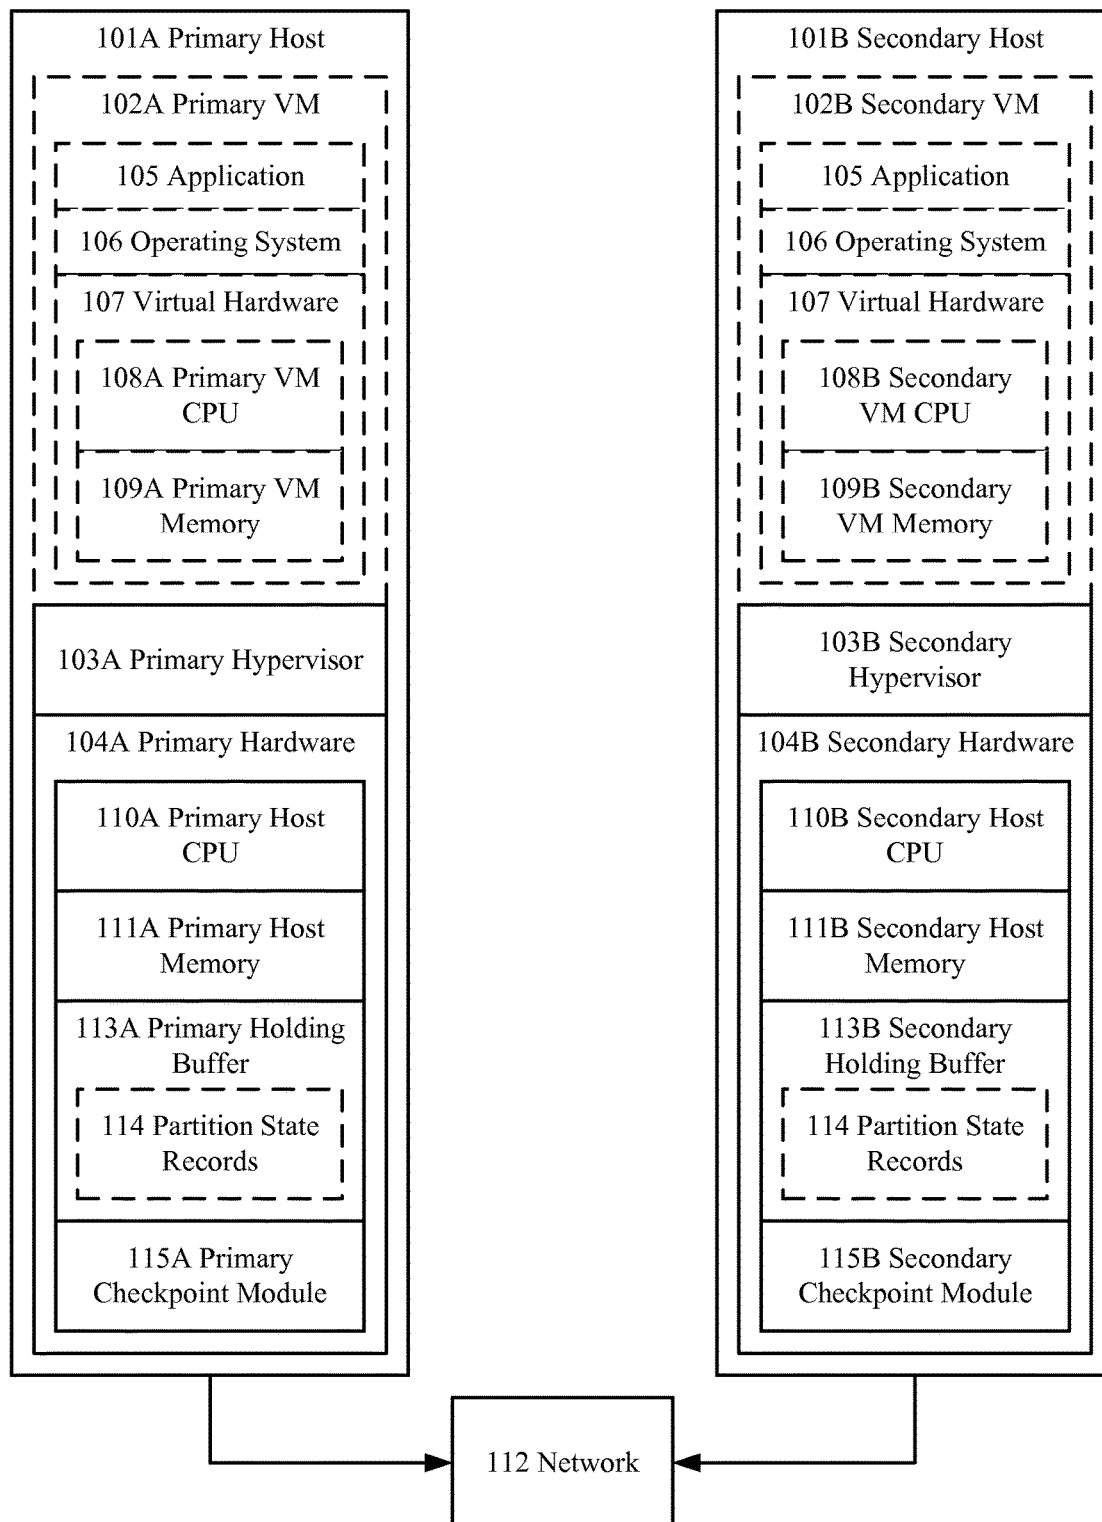 101A Primary Host
102A Primary VM
105 Application
106 Operating System
107 Virtual Hardware
108A Primary VM
CPU
109A Primary VM
Memory
103A Primary Hypervisor
104A Primary Hardware
110A Primary Host
CPU
111A Primary Host
Memory
113A Primary Holding
Buffer
114 Partition State
Records
115A Primary
Checkpoint Module
101B Secondary Host
102B Secondary VM
105 Application
106 Operating System
107 Virtual Hardware
108B Secondary
VM CPU
109B Secondary
VM Memory
103B Secondary
Hypervisor
104B Secondary Hardware
110B Secondary Host
CPU
111B Secondary Host
Memory
113B Secondary
Holding Buffer
114 Partition State
Records
115B Secondary
Checkpoint Module
112 Network